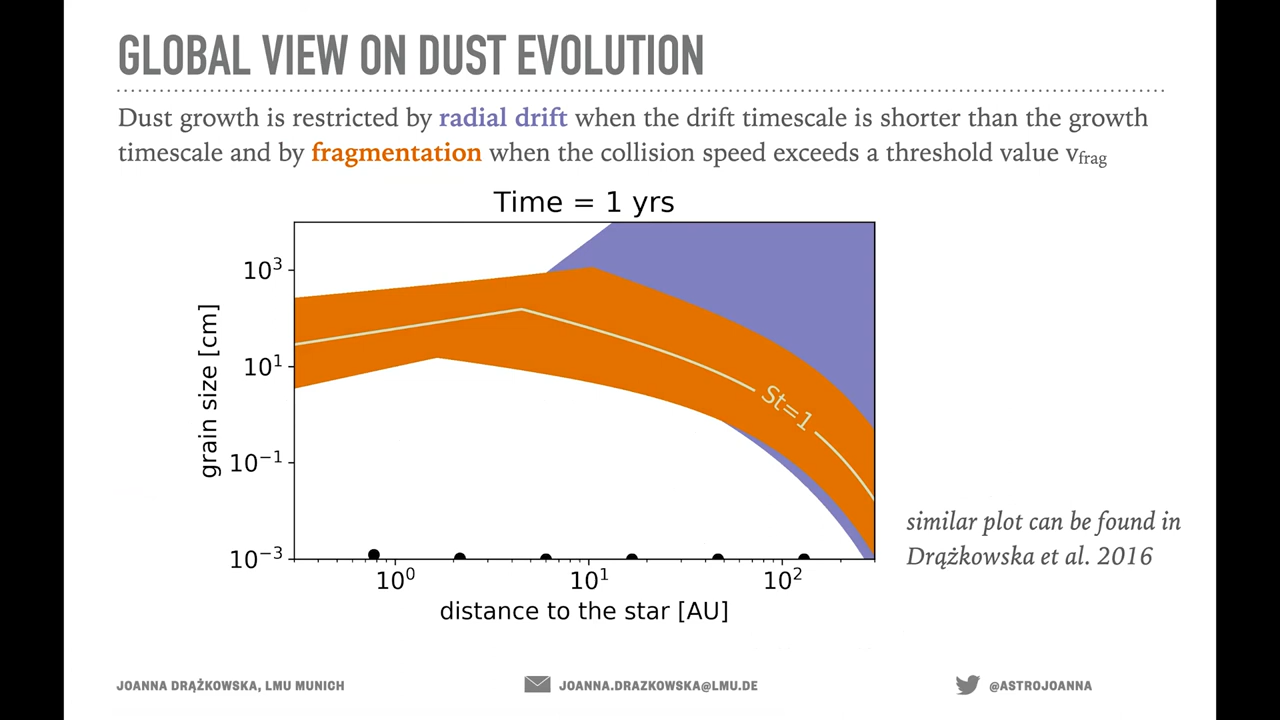 GLOBAL VIEW ON DUST EVOLUTION
Dust growth is restricted by radial drift when the drift timescale is shorter than the growth
timescale and by fragmentation when the collision speed exceeds a threshold value vfrag
Time = 1 yrs
grain size [cm]
10³
10¹
10⁻¹
10⁻³
St=1
10⁰
10¹
10²
distance to the star [AU]
similar plot can be found in
Drążkowska et al. 2016
JOANNA DRĄŻKOWSKA, LMU MUNICH
JOANNA.DRAZKOWSKA@LMU.DE
@ASTROJOANNA